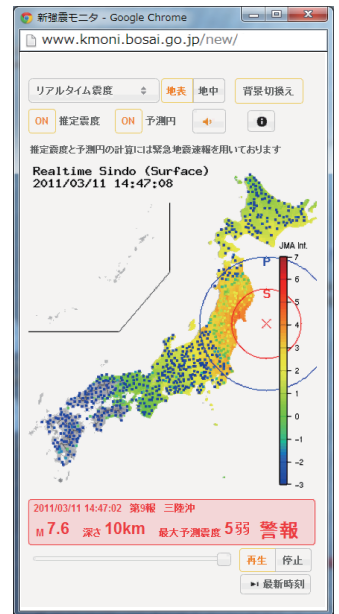 新強震モニタ - Google Chrome
www.kmoni.bosai.go.jp/new/
リアルタイム震度 地表 地中 背景切換え
ON 推定震度 ON 予測円
推定震度と予測円の計算には緊急地震速報を用いております
Realtime Sindo (Surface)
2011/03/11 14:47:08
JMA Int.
7
6
5
4
3
2
1
0
-1
-2
-3
P
S
2011/03/11 14:47:02 第9報 三陸沖
M 7.6 深さ 10km 最大予測震度 5弱 警報
再生 停止
最新時刻